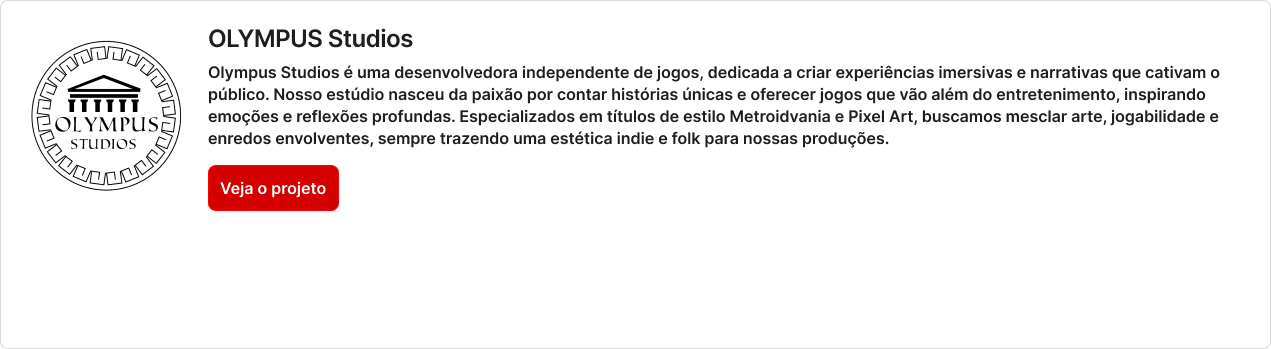 OLYMPUS Studios
Olympus Studios é uma desenvolvedora independente de jogos, dedicada a criar experiências imersivas e narrativas que cativam o
público. Nosso estúdio nasceu da paixão por contar histórias únicas e oferecer jogos que vão além do entretenimento, inspirando
emoções e reflexões profundas. Especializados em títulos de estilo Metroidvania e Pixel Art, buscamos mesclar arte, jogabilidade e
enredos envolventes, sempre trazendo uma estética indie e folk para nossas produções.
Veja o projeto
OLYMPUS
STUDIOS